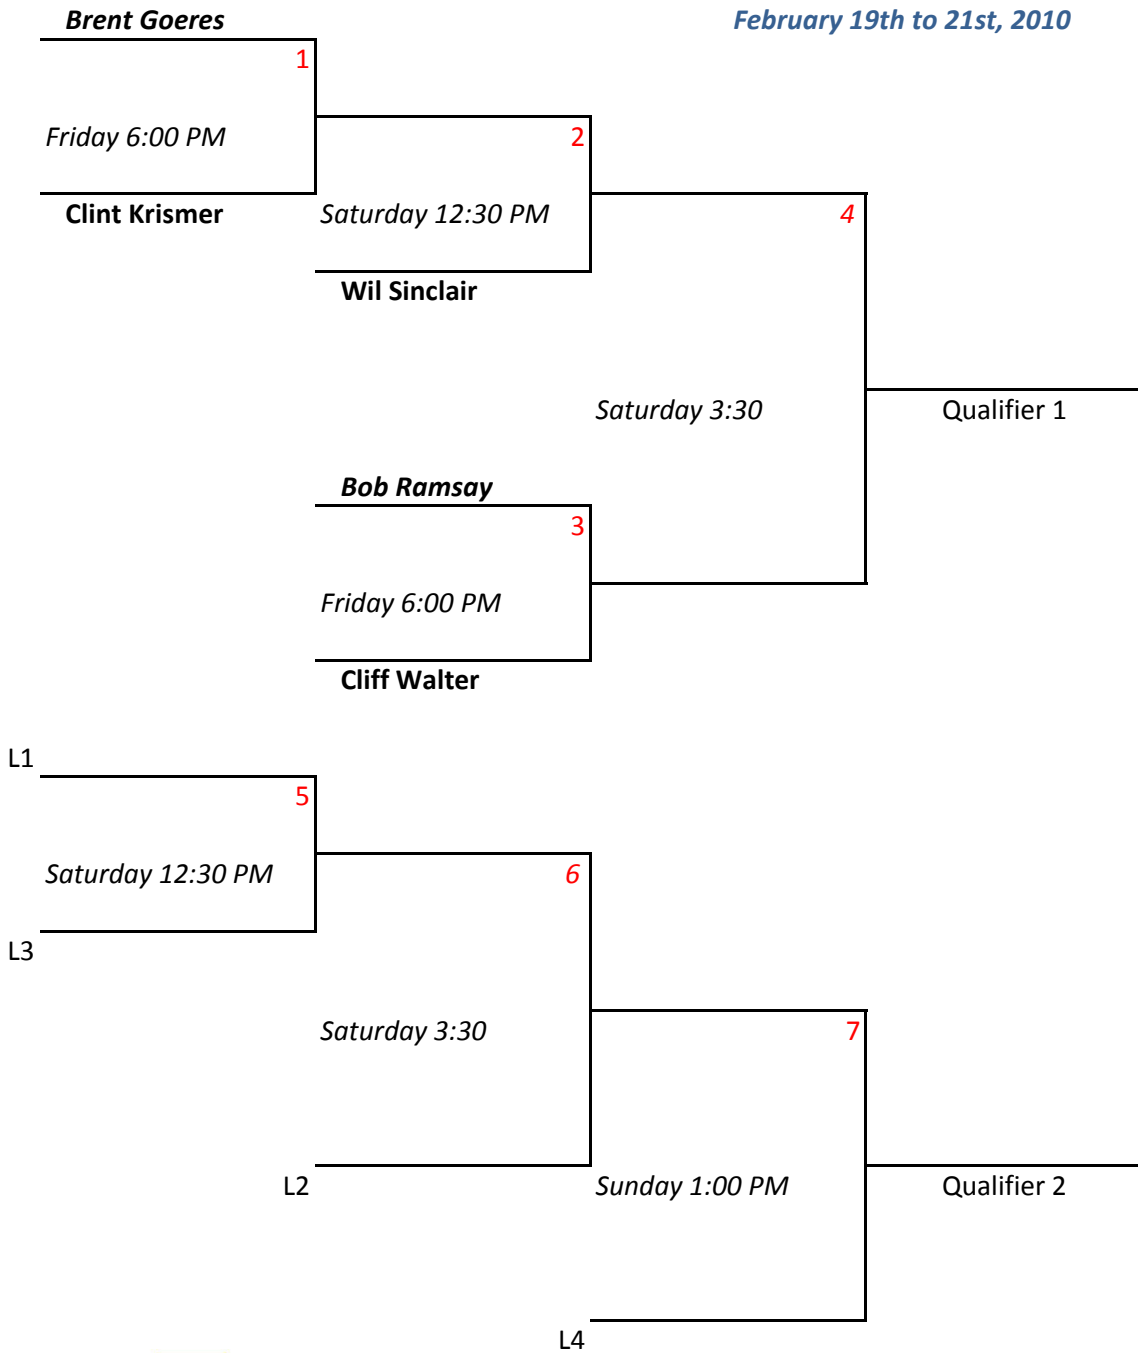 Brent Goeres
February 19th to 21st, 2010
1
Friday 6:00 PM
2
Clint Krismer
Saturday 12:30 PM
4
Wil Sinclair
Saturday 3:30
Qualifier 1
Bob Ramsay
3
Friday 6:00 PM
Cliff Walter
L1
5
Saturday 12:30 PM
6
L3
Saturday 3:30
7
L2
Sunday 1:00 PM
Qualifier 2
L4